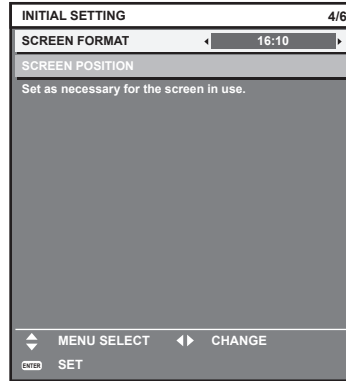 INITIAL SETTING 4/6
SCREEN FORMAT 16:10
SCREEN POSITION
Set as necessary for the screen in use.
MENU SELECT CHANGE
ENTER SET